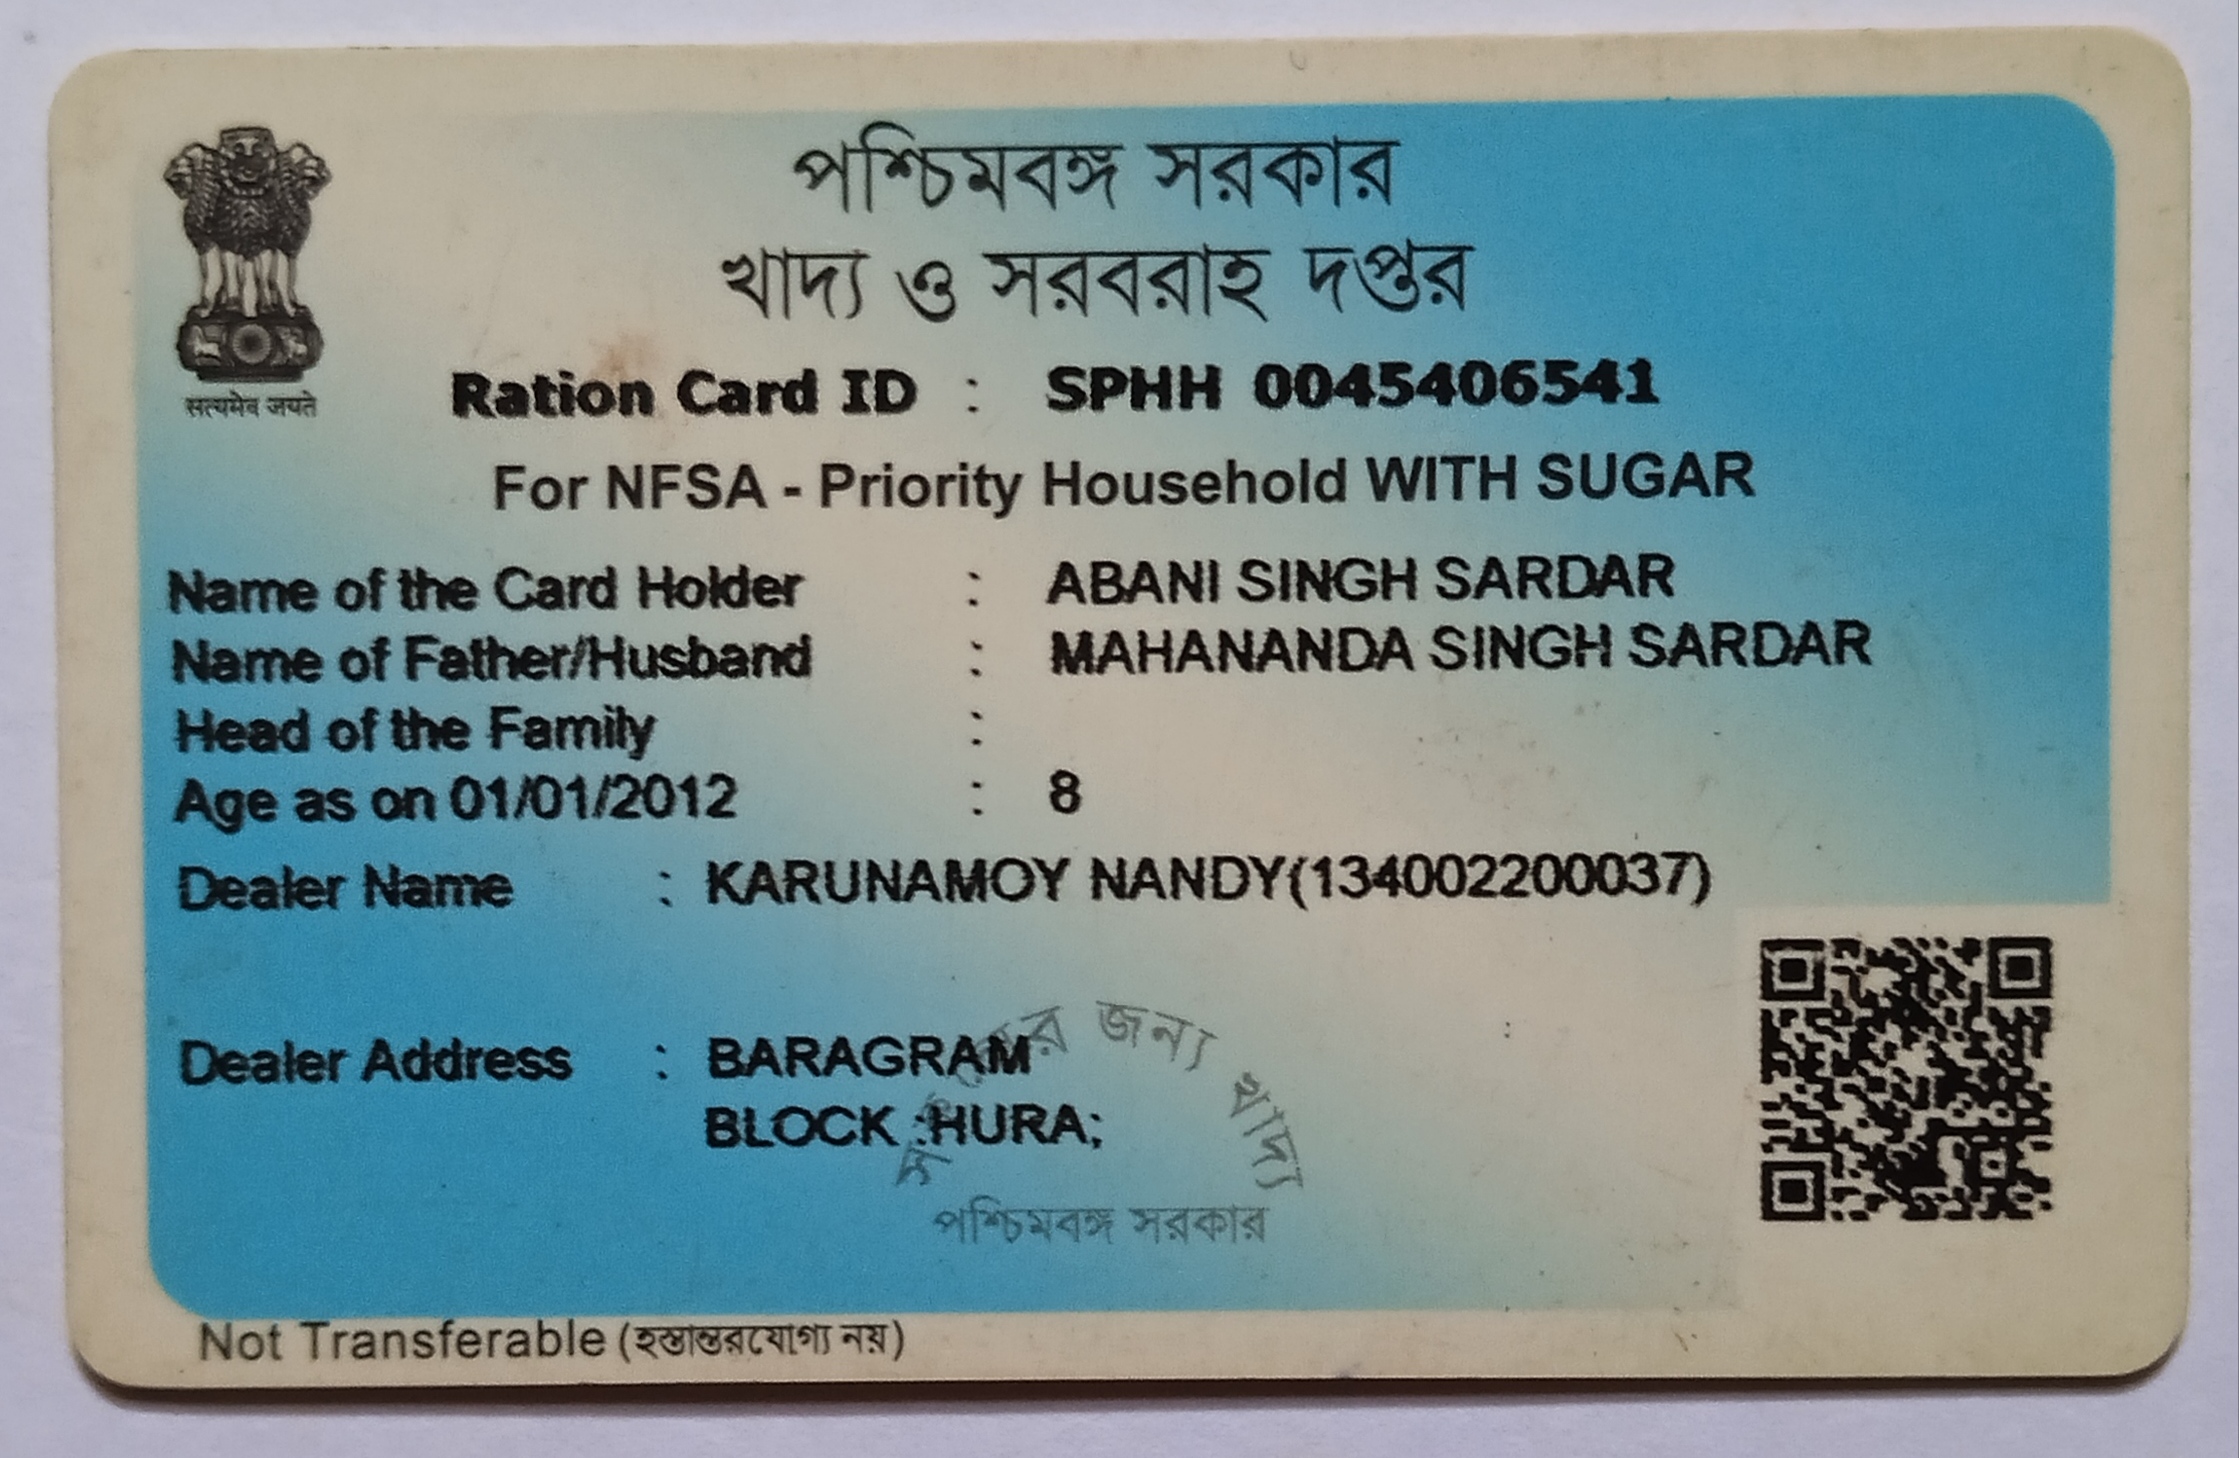 পশ্চিমবঙ্গ সরকার
খাদ্য ও সরবরাহ দপ্তর
सत्यमेव जयते
Ration Card ID : SPHH 0045406541
For NFSA - Priority Household WITH SUGAR
Name of the Card Holder : ABANI SINGH SARDAR
Name of Father/Husband : MAHANANDA SINGH SARDAR
Head of the Family :
Age as on 01/01/2012 : 8
Dealer Name : KARUNAMOY NANDY(134002200037)
Dealer Address : BARAGRAM
BLOCK :HURA;
জন্য খাদ্য
পশ্চিমবঙ্গ সরকার
Not Transferable (হস্তান্তরযোগ্য নয়)